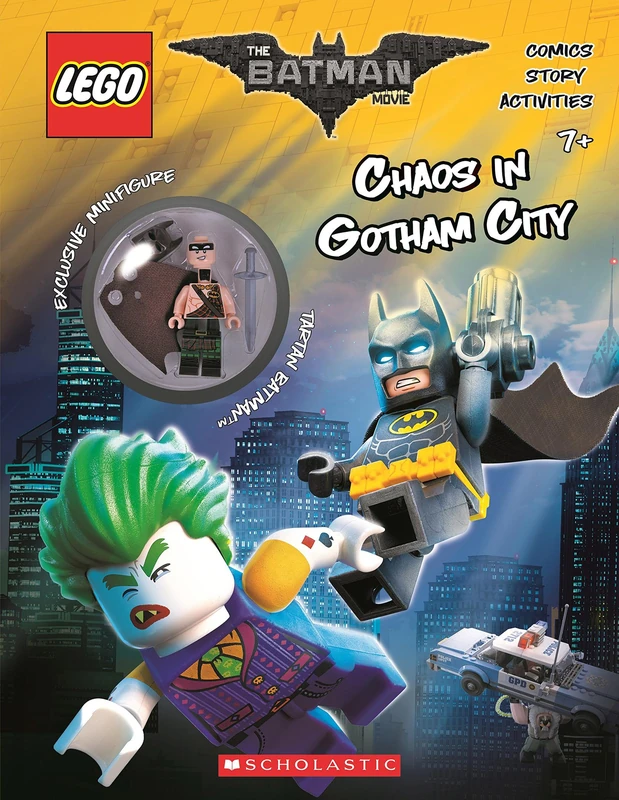 LEGO
THE
BATMAN
MOVIE
COMICS
STORY
ACTIVITIES
7+
CHAOS IN
GOTHAM CITY
EXCLUSIVE MINIFIGURE
TARTAN BATMAN™
GPD
SCHOLASTIC